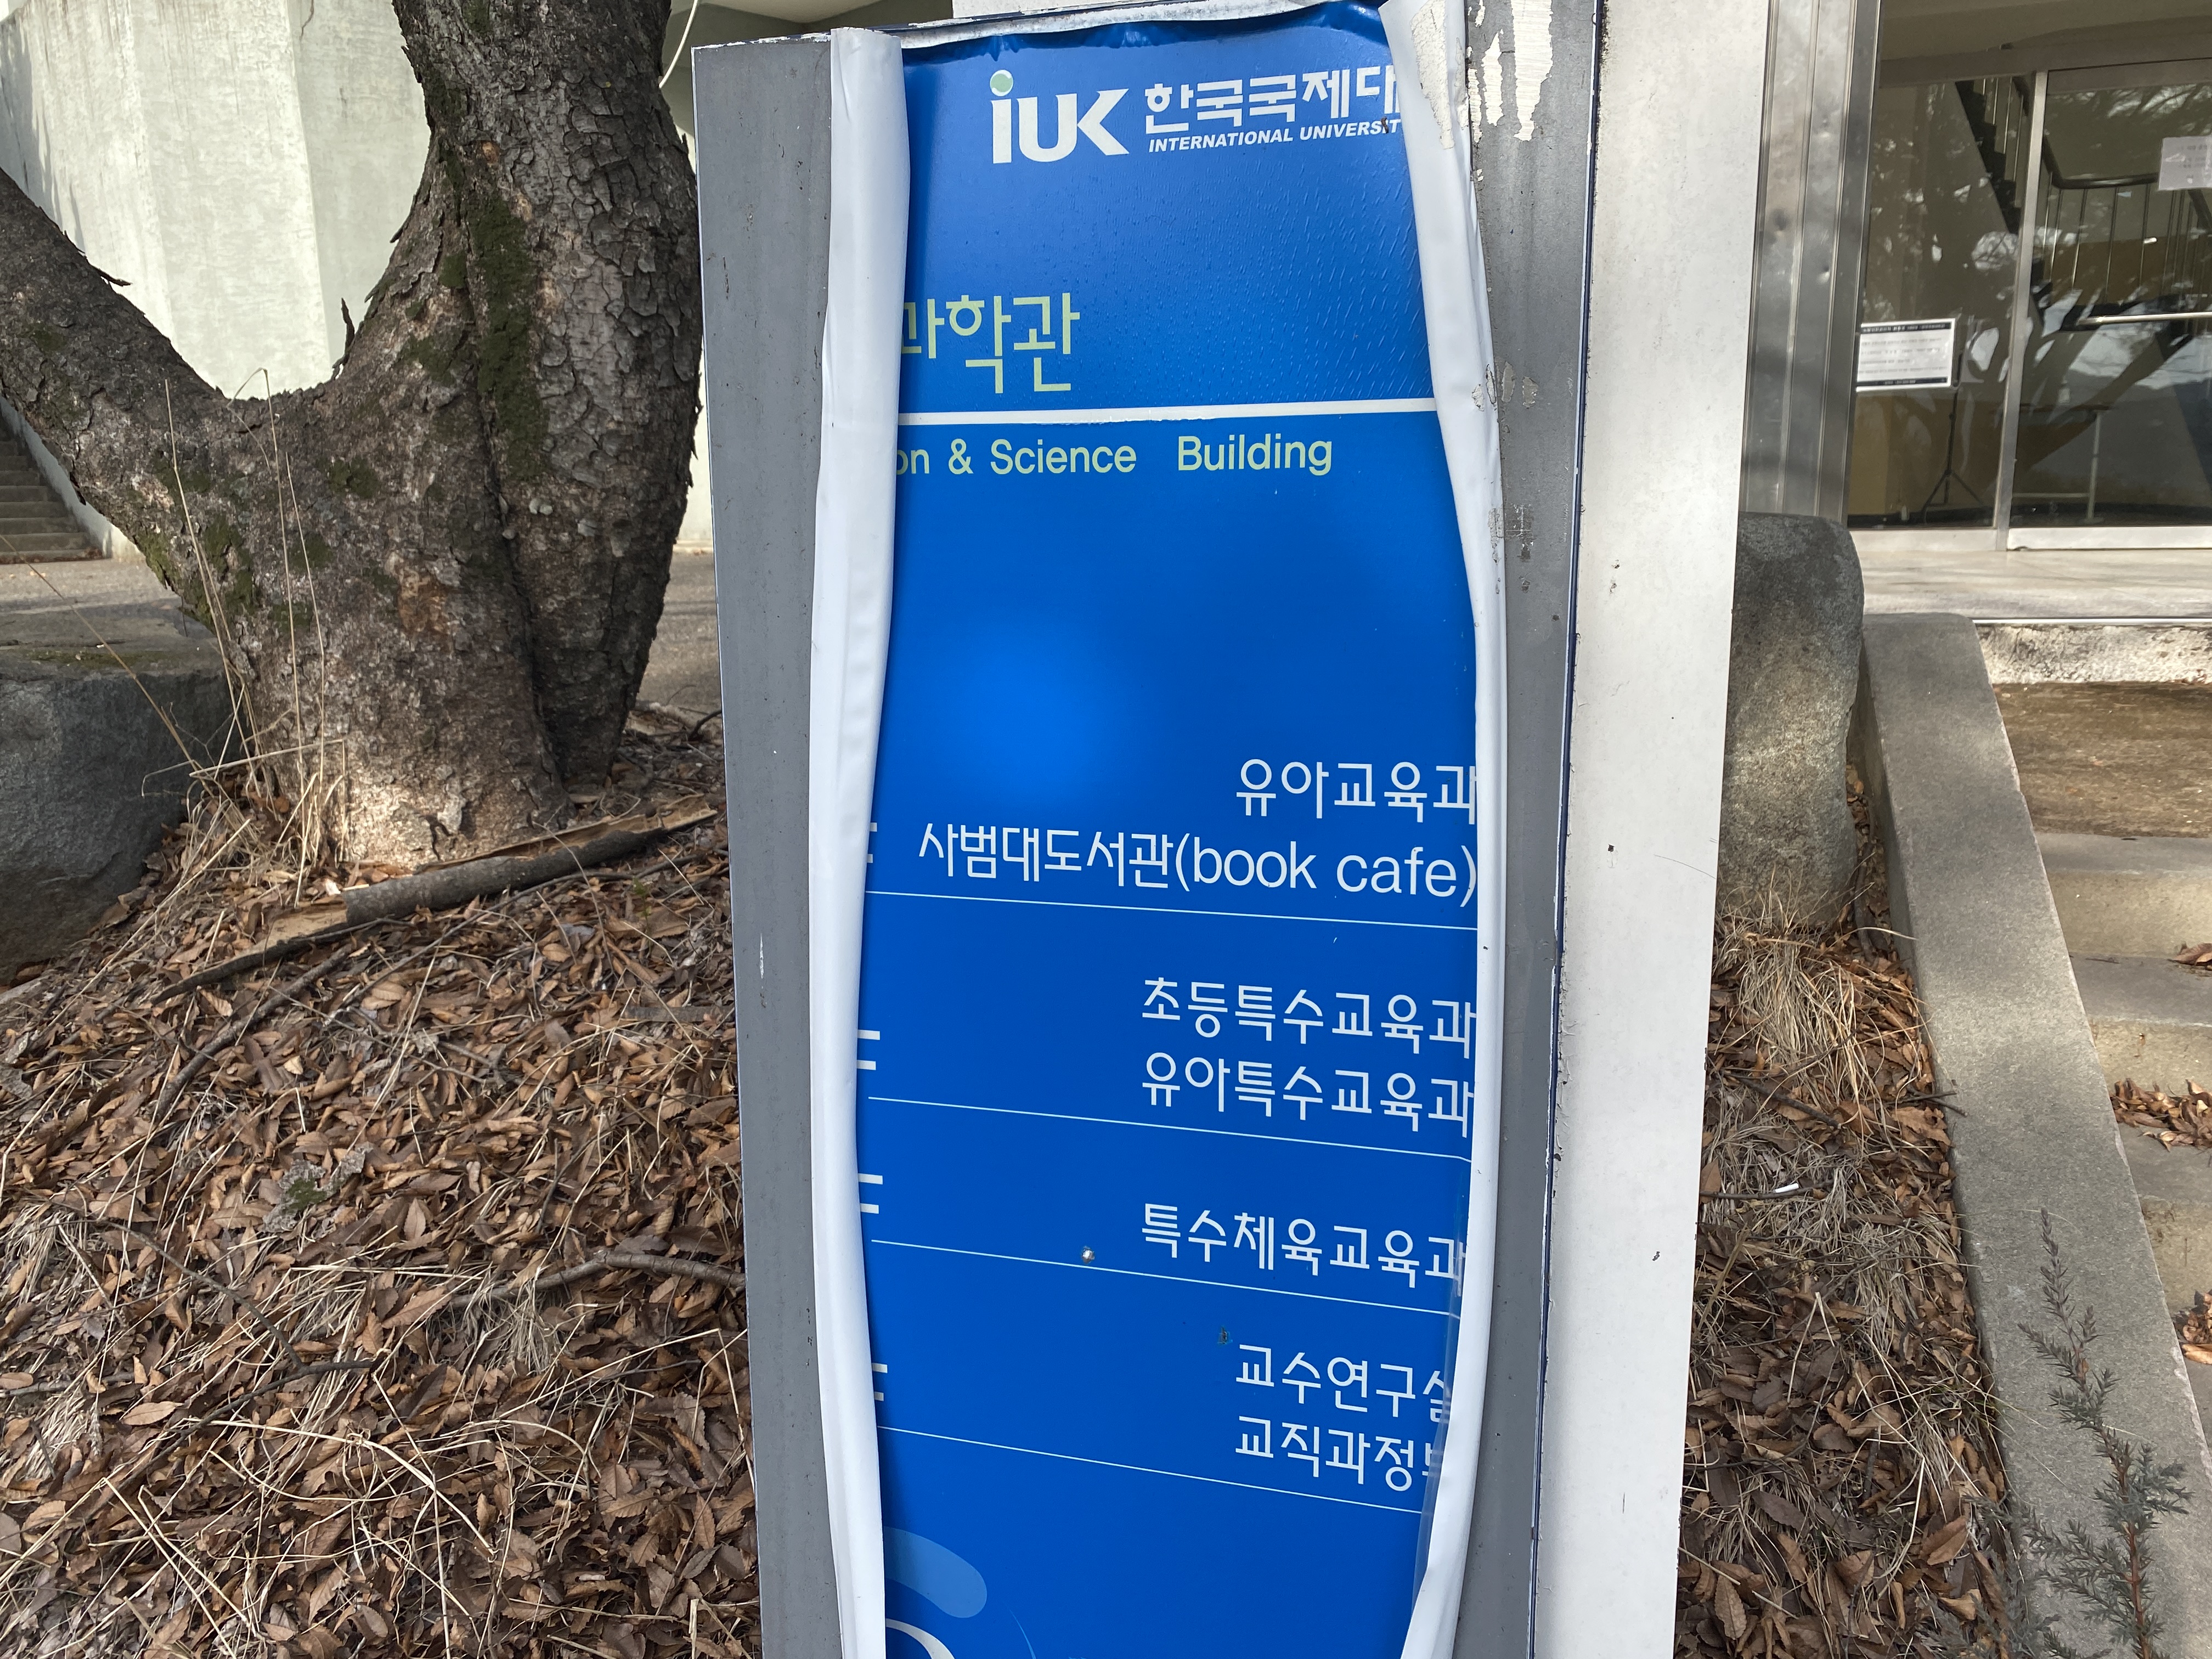 iUK 한국국제대
INTERNATIONAL UNIVERSIT
과학관
on & Science Building
유아교육과
사범대도서관(book cafe)
초등특수교육과
유아특수교육과
특수체육교육과
교수연구실
교직과정부